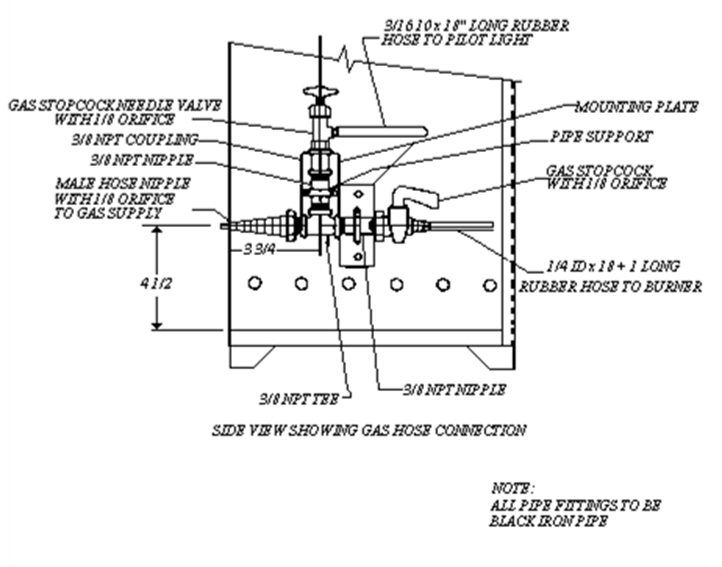 3/16 I0 x 18" LONG RUBBER
HOSE TO PILOT LIGHT
GAS STOPCOCK NEEDLE VALVE
WITH 1/8 ORIFICE
MOUNTING PLATE
3/8 NPT COUPLING
PIPE SUPPORT
3/8 NPT NIPPLE
GAS STOPCOCK
WITH 1/8 ORIFICE
MALE HOSE NIPPLE
WITH 1/8 ORIFICE
TO GAS SUPPLY
3 3/4
4 1/2
1/4 ID x 18 + 1 LONG
RUBBER HOSE TO BURNER
3/8 NPT NIPPLE
3/8 NPT TEE
SIDE VIEW SHOWING GAS HOSE CONNECTION
NOTE:
ALL PIPE FITTINGS TO BE
BLACK IRON PIPE